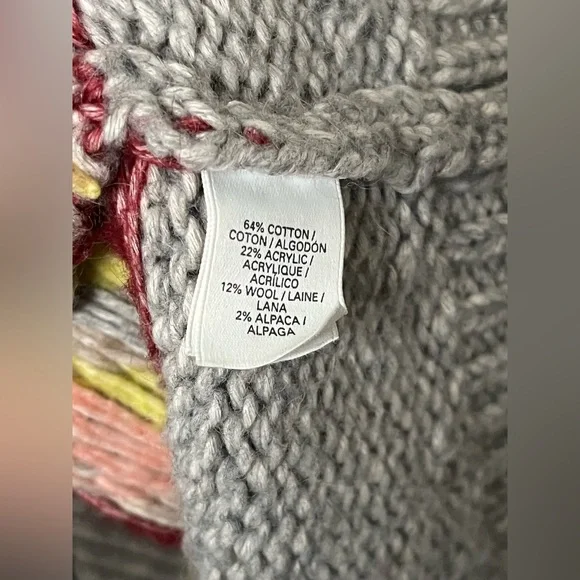 64% COTTON /
COTON / ALGODÓN
22% ACRYLIC /
ACRYLIQUE /
ACRÍLICO
12% WOOL / LAINE /
LANA
2% ALPACA /
ALPAGA